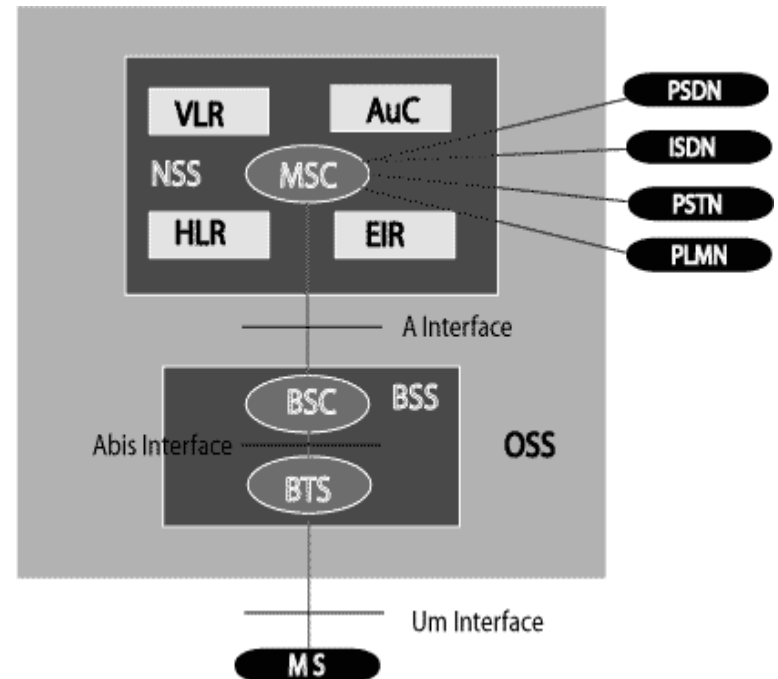 VLR
AuC
NSS
MSC
HLR
EIR
PSDN
ISDN
PSTN
PLMN
A Interface
BSC
BSS
Abis Interface
BTS
OSS
Um Interface
MS